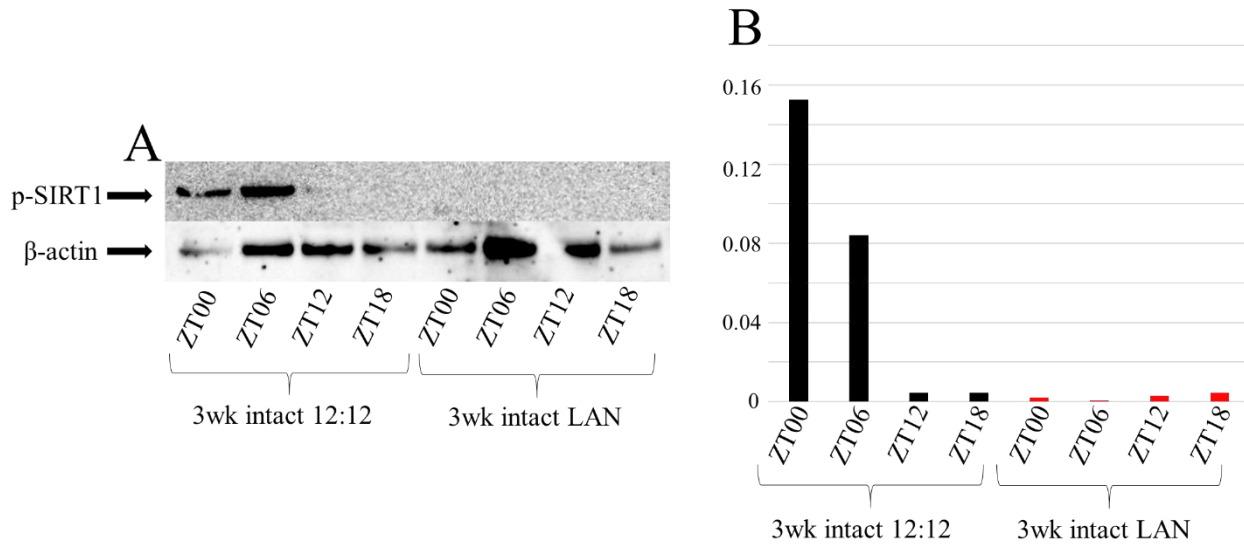 A
p-SIRT1
β-actin
ZT00 ZT06 ZT12 ZT18 ZT00 ZT06 ZT12 ZT18
3wk intact 12:12 3wk intact LAN
B
0.16
0.12
0.08
0.04
0
ZT00 ZT06 ZT12 ZT18 ZT00 ZT06 ZT12 ZT18
3wk intact 12:12 3wk intact LAN